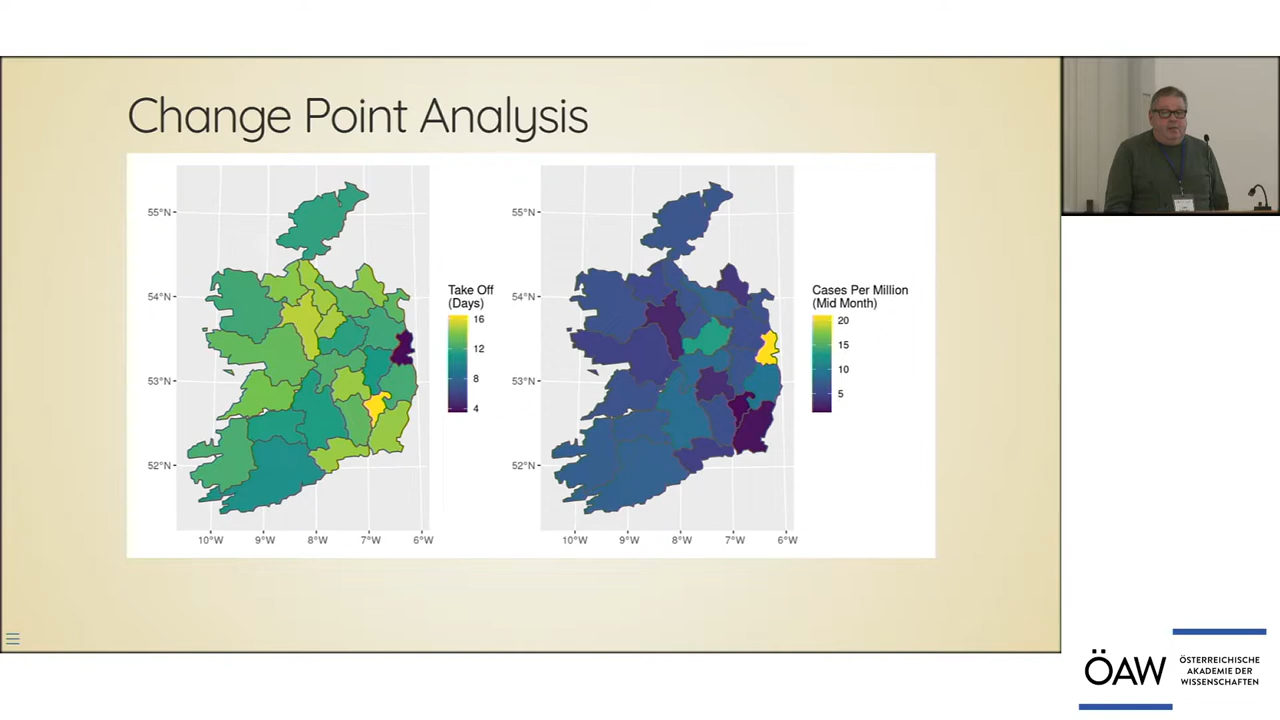 Change Point Analysis
55°N
54°N
53°N
52°N
10°W 9°W 8°W 7°W 6°W
Take Off
(Days)
16
12
8
4
55°N
54°N
53°N
52°N
10°W 9°W 8°W 7°W 6°W
Cases Per Million
(Mid Month)
20
15
10
5
ÖAW
ÖSTERREICHISCHE
AKADEMIE DER
WISSENSCHAFTEN